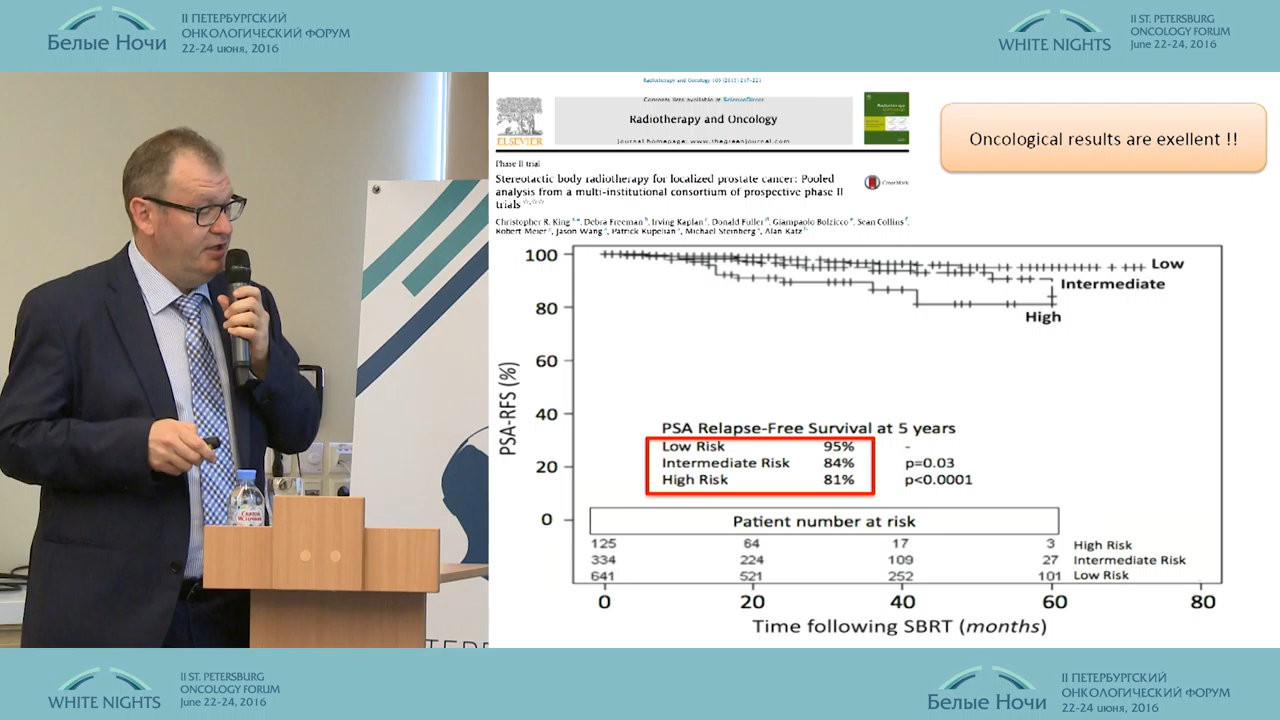 Белые Ночи
II ПЕТЕРБУРГСКИЙ
ОНКОЛОГИЧЕСКИЙ ФОРУМ
22-24 июня, 2016
WHITE NIGHTS
II ST. PETERSBURG
ONCOLOGY FORUM
June 22-24, 2016
Contents lists available at ScienceDirect
Radiotherapy and Oncology
journal homepage: www.thegreenjournal.com
ELSEVIER
Oncological results are exellent !!
Phase II trial
Stereotactic body radiotherapy for localized prostate cancer: Pooled
analysis from a multi-institutional consortium of prospective phase II
trials
CrossMark
Christopher R. King, Debra Freeman, Irving Kaplan, Donald Fuller, Giampaolo Bolzicco, Sean Collins,
Robert Meier, Jason Wang, Patrick Kupelian, Michael Steinberg, Alan Katz
PSA-RFS (%)
100
80
60
40
20
0
Low
Intermediate
High
PSA Relapse-Free Survival at 5 years
Low Risk 95% -
Intermediate Risk 84% p=0.03
High Risk 81% p<0.0001
Patient number at risk
125 64 17 3 High Risk
334 224 109 27 Intermediate Risk
641 521 252 101 Low Risk
0 20 40 60 80
Time following SBRT (months)
Святой
Источник
WHITE NIGHTS
II ST. PETERSBURG
ONCOLOGY FORUM
June 22-24, 2016
Белые Ночи
II ПЕТЕРБУРГСКИЙ
ОНКОЛОГИЧЕСКИЙ ФОРУМ
22-24 июня, 2016